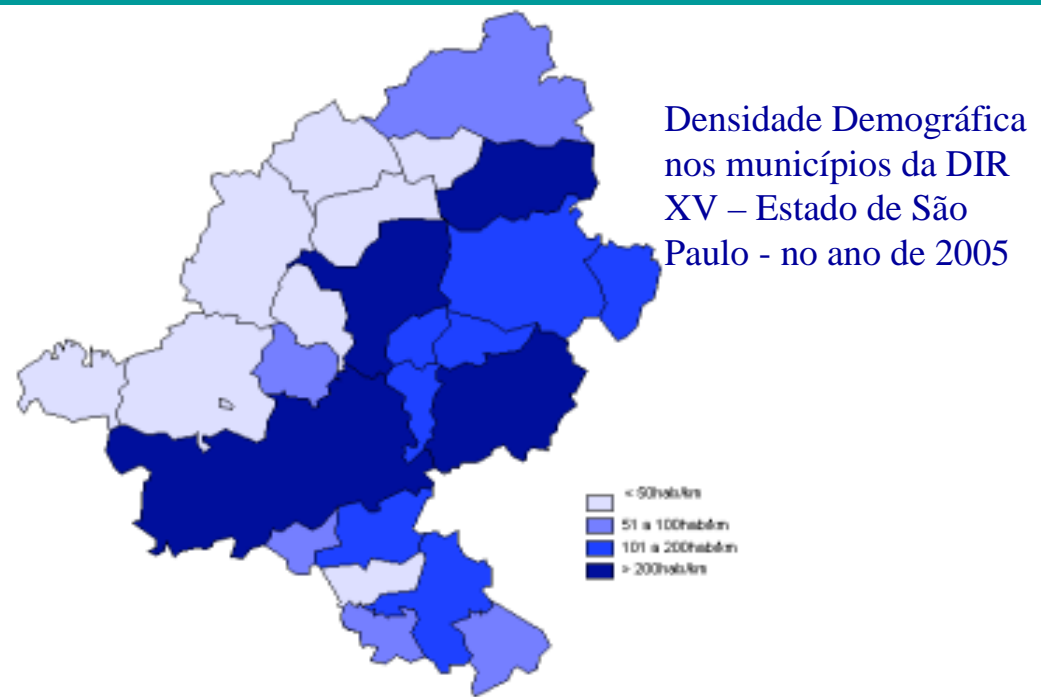 Densidade Demográfica
nos municípios da DIR
XV – Estado de São
Paulo - no ano de 2005
< 50hab/km
51 a 100hab/km
101 a 200hab/km
> 200hab/km